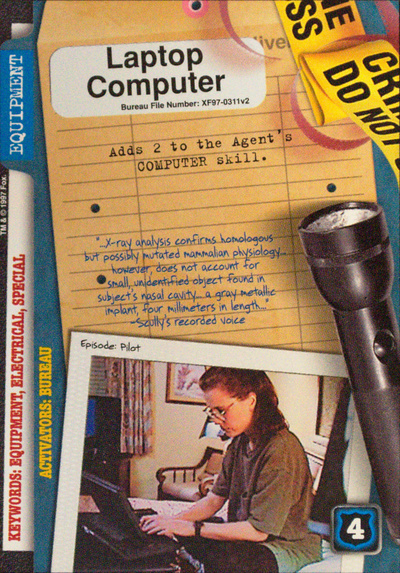 Laptop
Computer
Bureau File Number: XF97-0311v2
liver
NE
SS
CRI
DO NO
EQUIPMENT
TM & © 1997 Fox.
Adds 2 to the Agent's
COMPUTER skill.
"...X-ray analysis confirms homologous
but possibly mutated mammalian physiology...
however, does not account for
small, unidentified object found in
subject's nasal cavity... a gray metallic
implant, four millimeters in length..."
-Scully's recorded voice
KEYWORDS: EQUIPMENT, ELECTRICAL, SPECIAL
ACTIVATORS: BUREAU
Episode: Pilot
4